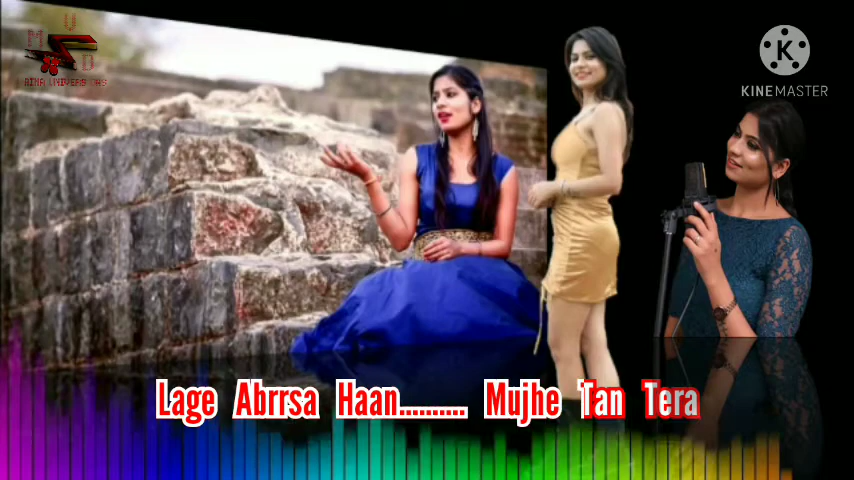 KINEMASTER
Lage Abrrsa Haan.......... Mujhe Tan Tera